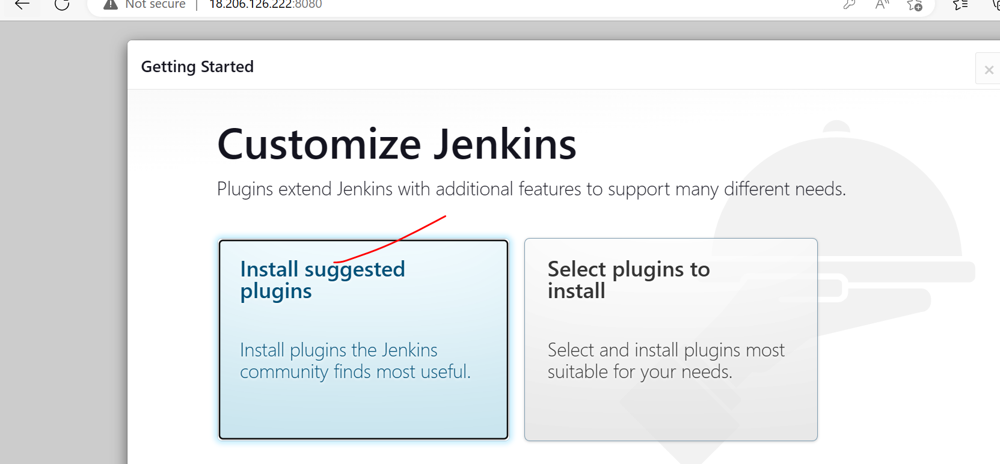 Not secure | 18.206.126.222:8080
Getting Started
Customize Jenkins
Plugins extend Jenkins with additional features to support many different needs.
Install suggested
plugins
Install plugins the Jenkins
community finds most useful.
Select plugins to
install
Select and install plugins most
suitable for your needs.